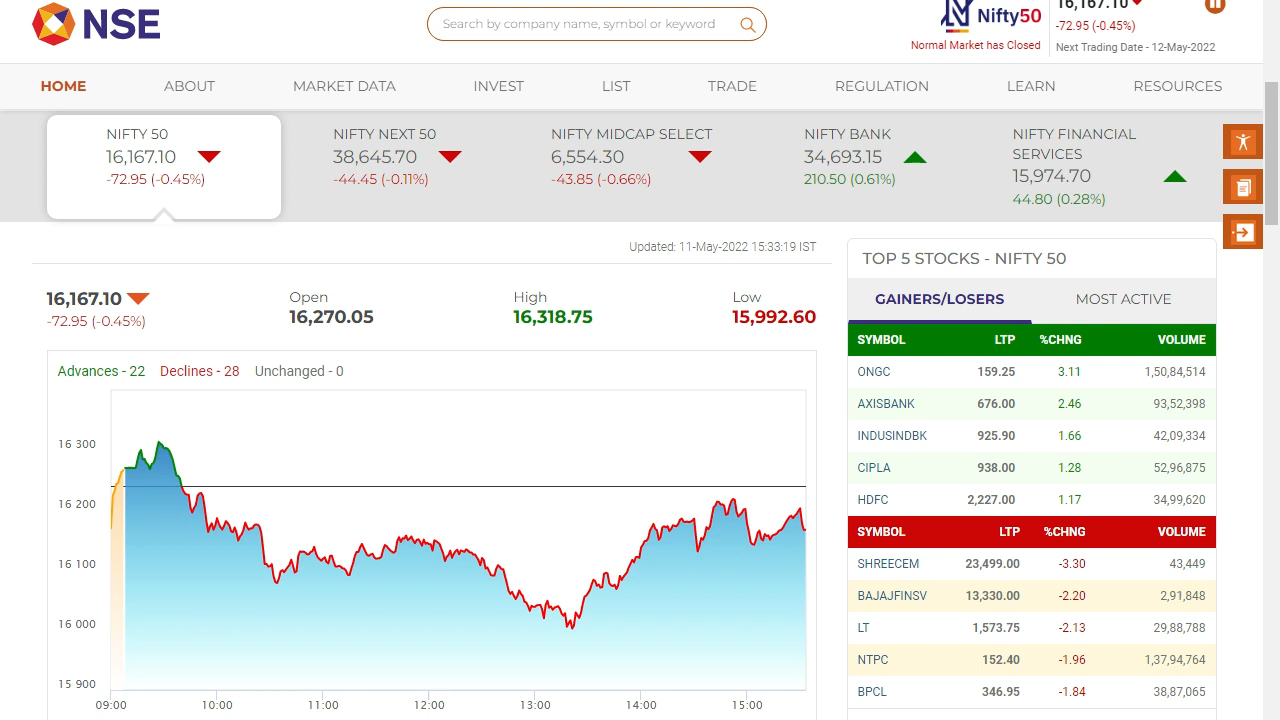 NSE
Search by company name, symbol or keyword
Nifty50
Normal Market has Closed
16,167.10
-72.95 (-0.45%)
Next Trading Date - 12-May-2022
HOME ABOUT MARKET DATA INVEST LIST TRADE REGULATION LEARN RESOURCES
NIFTY 50
16,167.10
-72.95 (-0.45%)
NIFTY NEXT 50
38,645.70
-44.45 (-0.11%)
NIFTY MIDCAP SELECT
6,554.30
-43.85 (-0.66%)
NIFTY BANK
34,693.15
210.50 (0.61%)
NIFTY FINANCIAL
SERVICES
15,974.70
44.80 (0.28%)
Updated: 11-May-2022 15:33:19 IST
16,167.10
-72.95 (-0.45%)
Open
16,270.05
High
16,318.75
Low
15,992.60
Advances - 22 Declines - 28 Unchanged - 0
16 300
16 200
16 100
16 000
15 900
09:00 10:00 11:00 12:00 13:00 14:00 15:00
TOP 5 STOCKS - NIFTY 50
GAINERS/LOSERS MOST ACTIVE
SYMBOL LTP %CHNG VOLUME
ONGC 159.25 3.11 1,50,84,514
AXISBANK 676.00 2.46 93,52,398
INDUSINDBK 925.90 1.66 42,09,334
CIPLA 938.00 1.28 52,96,875
HDFC 2,227.00 1.17 34,99,620
SYMBOL LTP %CHNG VOLUME
SHREECEM 23,499.00 -3.30 43,449
BAJAJFINSV 13,330.00 -2.20 2,91,848
LT 1,573.75 -2.13 29,88,788
NTPC 152.40 -1.96 1,37,94,764
BPCL 346.95 -1.84 38,87,065